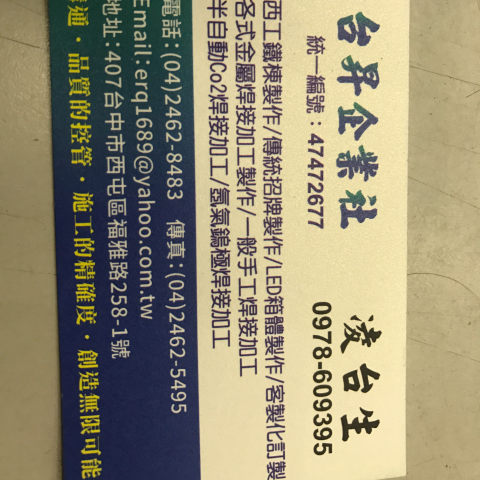 台昇企業社
統一編號：47472677
凌台生
0978-609395
西工鐵棟製作/傳統招牌製作/LED箱體製作/客製化訂製
各式金屬焊接加工製作/一般手工焊接加工
半自動Co2焊接加工/氬氣鎢極焊接加工
電話：(04)2462-8483 傳真：(04)2462-5495
Email:erq1689@yahoo.com.tw
地址：407台中市西屯區福雅路258-1號
通・品質的控管・施工的精確度・創造無限可能